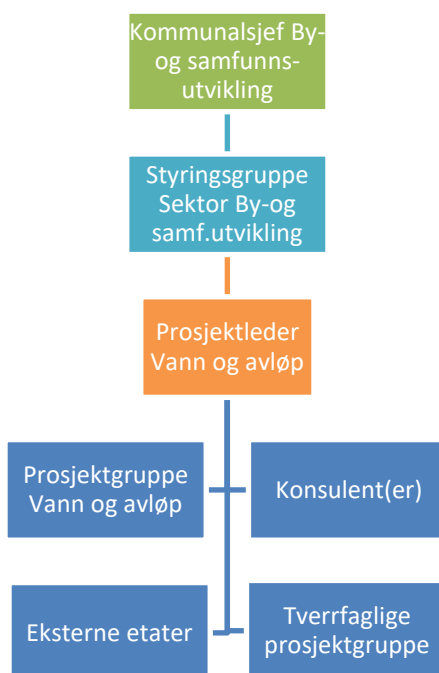 Kommunalsjef By-
og samfunns-
utvikling
Styringsgruppe
Sektor By-og
samf.utvikling
Prosjektleder
Vann og avløp
Prosjektgruppe
Vann og avløp
Konsulent(er)
Eksterne etater
Tverrfaglige
prosjektgruppe